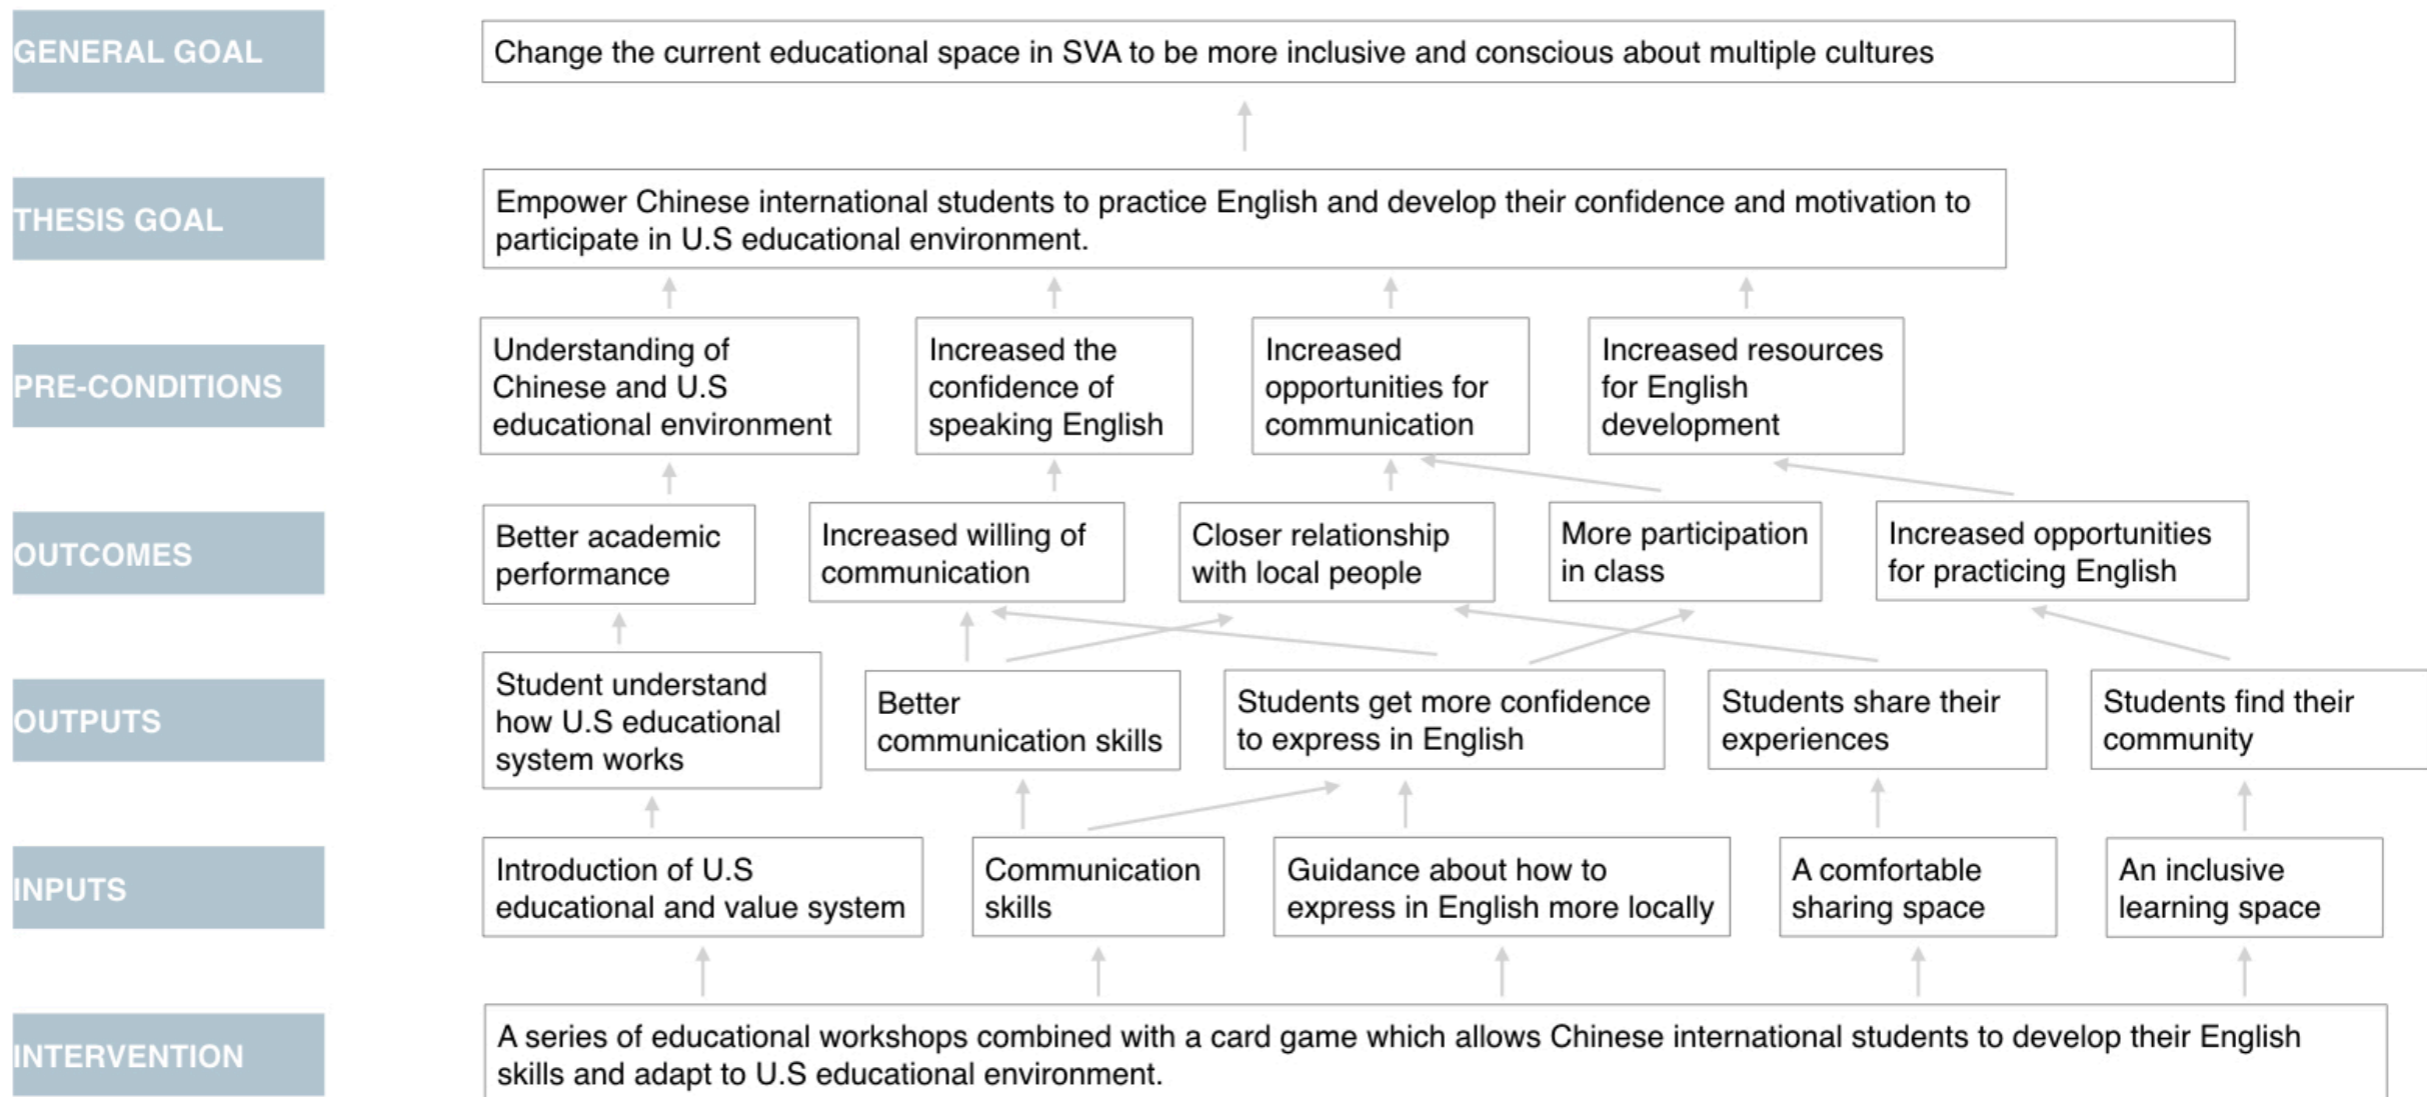 GENERAL GOAL
Change the current educational space in SVA to be more inclusive and conscious about multiple cultures
THESIS GOAL
Empower Chinese international students to practice English and develop their confidence and motivation to
participate in U.S educational environment.
PRE-CONDITIONS
Understanding of
Chinese and U.S
educational environment
Increased the
confidence of
speaking English
Increased
opportunities for
communication
Increased resources
for English
development
OUTCOMES
Better academic
performance
Increased willing of
communication
Closer relationship
with local people
More participation
in class
Increased opportunities
for practicing English
OUTPUTS
Student understand
how U.S educational
system works
Better
communication skills
Students get more confidence
to express in English
Students share their
experiences
Students find their
community
INPUTS
Introduction of U.S
educational and value system
Communication
skills
Guidance about how to
express in English more locally
A comfortable
sharing space
An inclusive
learning space
INTERVENTION
A series of educational workshops combined with a card game which allows Chinese international students to develop their English
skills and adapt to U.S educational environment.